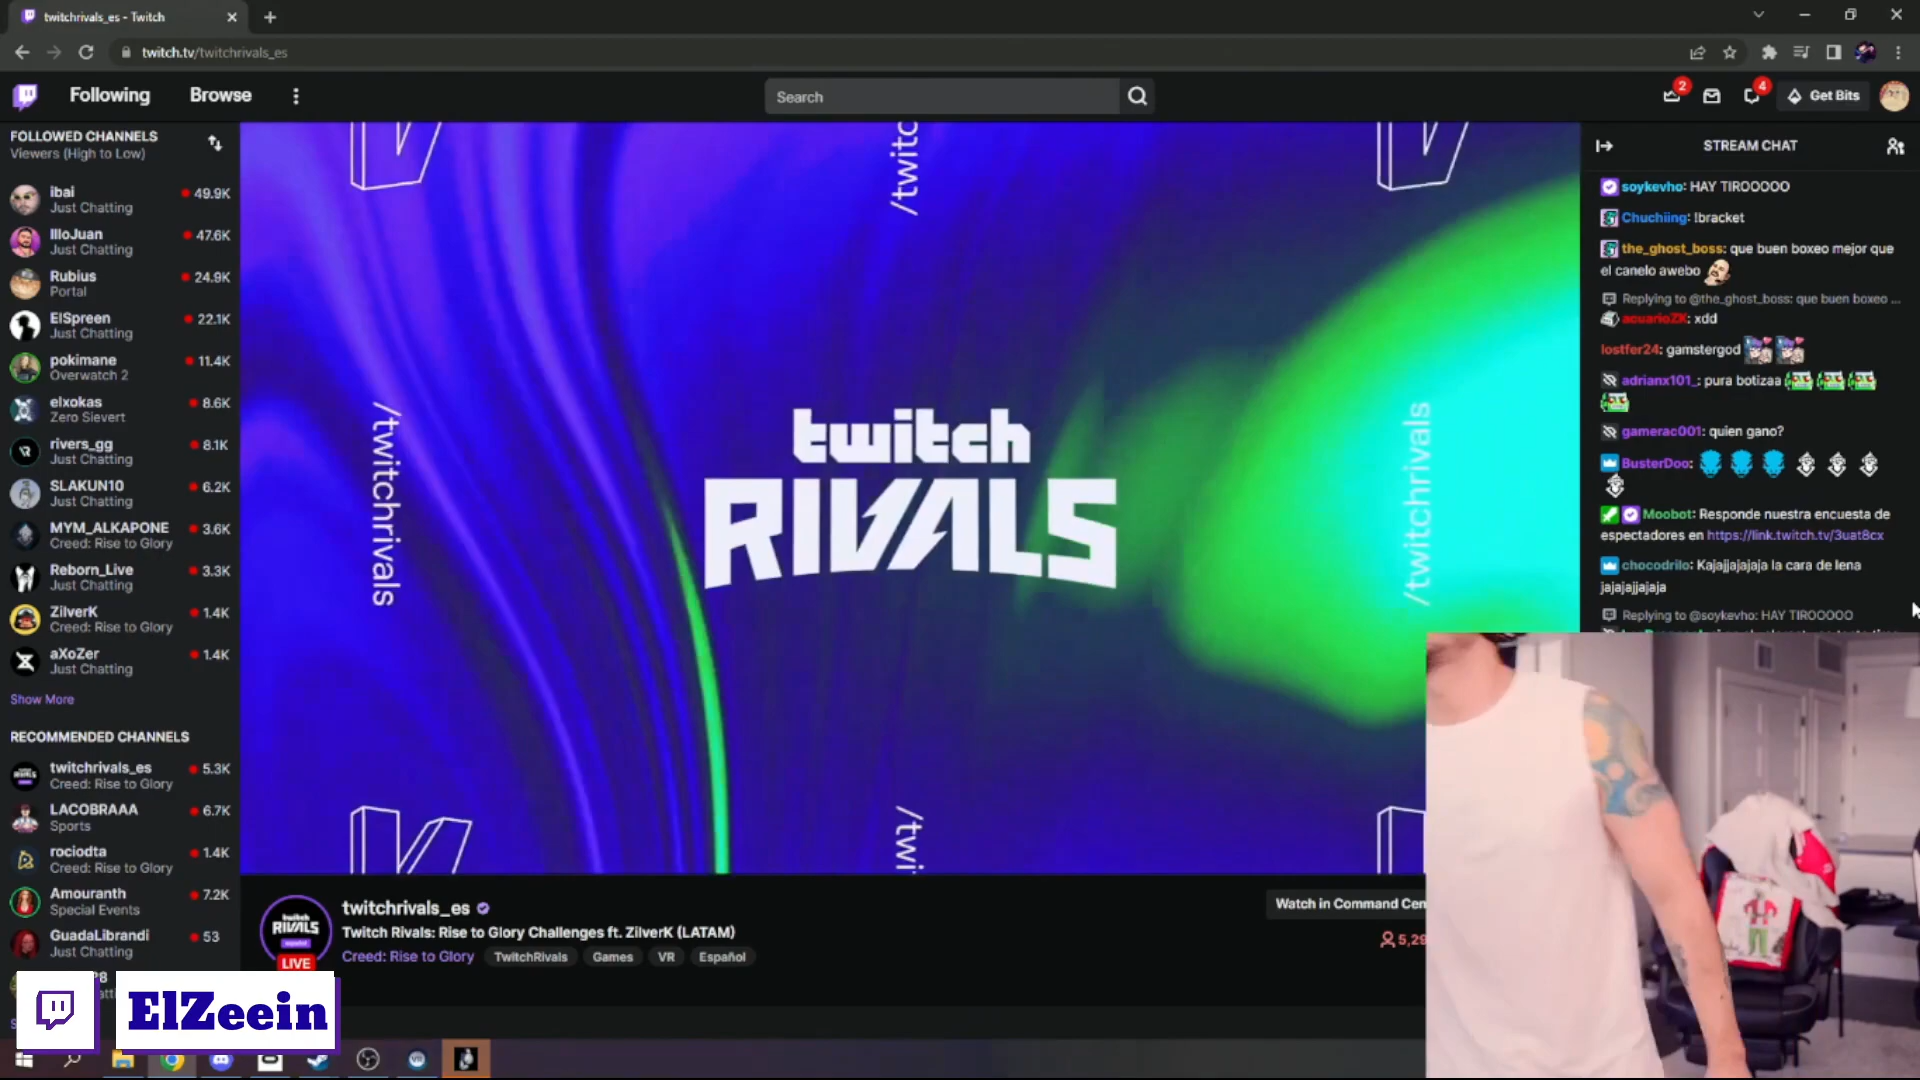 twitchrivals_es - Twitch
twitch.tv/twitchrivals_es
Following
Browse
Search
2
4
Get Bits
FOLLOWED CHANNELS
Viewers (High to Low)
ibai
49.9K
Just Chatting
IlloJuan
47.6K
Just Chatting
Rubius
24.9K
Portal
ElSpreen
22.1K
Just Chatting
pokimane
11.4K
Overwatch 2
elxokas
8.6K
Zero Sievert
rivers_gg
8.1K
Just Chatting
SLAKUN10
6.2K
Just Chatting
MYM_ALKAPONE
3.6K
Creed: Rise to Glory
Reborn_Live
3.3K
Just Chatting
ZilverK
1.4K
Creed: Rise to Glory
aXoZer
1.4K
Just Chatting
Show More
RECOMMENDED CHANNELS
twitchrivals_es
5.3K
Creed: Rise to Glory
LACOBRAAA
6.7K
Sports
rociodta
1.4K
Creed: Rise to Glory
Amouranth
7.2K
Special Events
GuadaLibrandi
53
Just Chatting
ElZeein
/twitc
/twitchrivals
twitch
RIVALS
/twitchrivals
/twi
twitch
RIVALS
español
LIVE
twitchrivals_es
Twitch Rivals: Rise to Glory Challenges ft. ZilverK (LATAM)
Creed: Rise to Glory
TwitchRivals
Games
VR
Español
Watch in Command Cen
5,29
STREAM CHAT
soykevho: HAY TIROOOOO
Chuchiing: !bracket
the_ghost_boss: que buen boxeo mejor que
el canelo awebo
Replying to @the_ghost_boss: que buen boxeo ...
acuarioZK: xdd
lostfer24: gamstergod
adrianx101_: pura botizaa
gamerac001: quien gano?
BusterDoo:
Moobot: Responde nuestra encuesta de
espectadores en https://link.twitch.tv/3uat8cx
chocodrilo: Kajajjajajaja la cara de lena
jajajajjajaja
Replying to @soykevho: HAY TIROOOOO